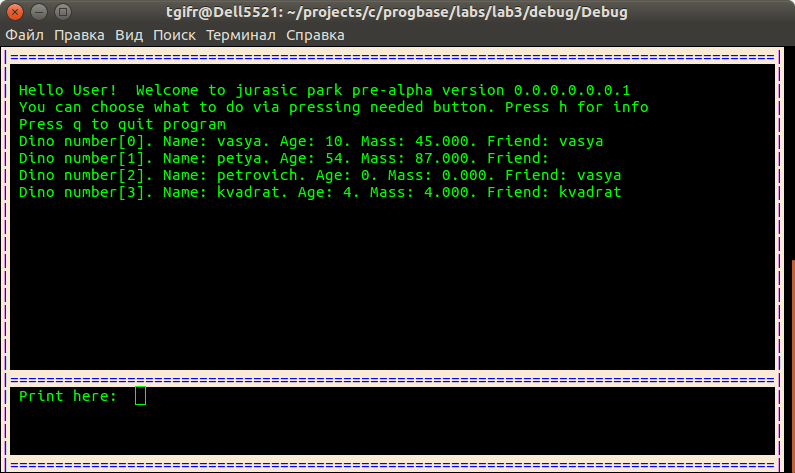 tgifr@Dell5521: ~/projects/c/progbase/labs/lab3/debug/Debug
Файл Правка Вид Поиск Терминал Справка
Hello User!  Welcome to jurasic park pre-alpha version 0.0.0.0.0.0.1
You can choose what to do via pressing needed button. Press h for info
Press q to quit program
Dino number[0]. Name: vasya. Age: 10. Mass: 45.000. Friend: vasya
Dino number[1]. Name: petya. Age: 54. Mass: 87.000. Friend:
Dino number[2]. Name: petrovich. Age: 0. Mass: 0.000. Friend: vasya
Dino number[3]. Name: kvadrat. Age: 4. Mass: 4.000. Friend: kvadrat
Print here: